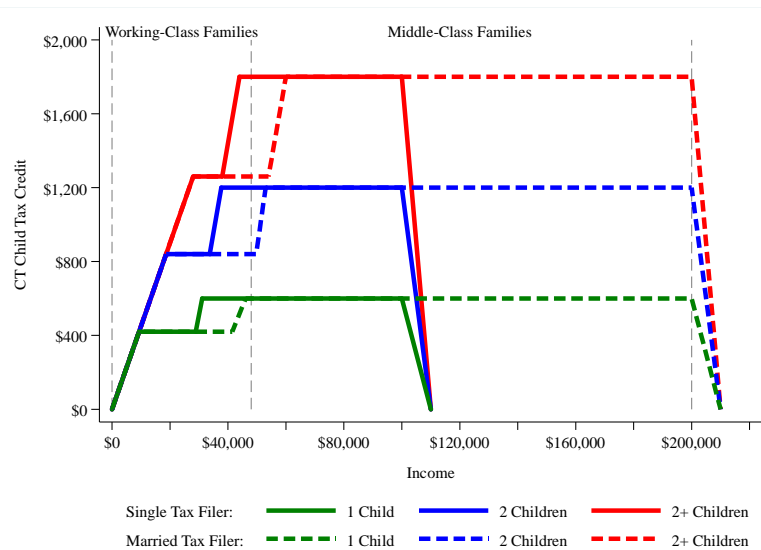 Working-Class Families
Middle-Class Families
$2,000
$1,600
$1,200
$800
$400
$0
CT Child Tax Credit
$0 $40,000 $80,000 $120,000 $160,000 $200,000
Income
Single Tax Filer: 1 Child 2 Children 2+ Children
Married Tax Filer: 1 Child 2 Children 2+ Children